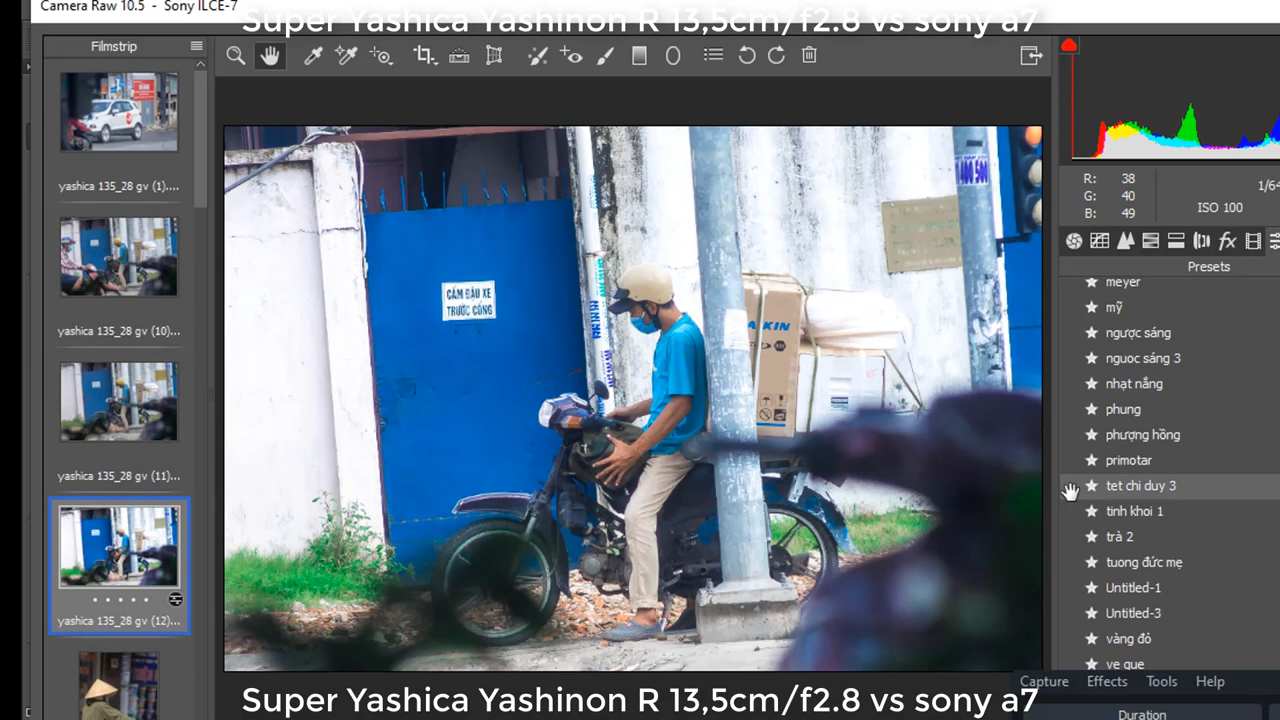 Camera Raw 10.5 - Sony ILCE-7
Super Yashica Yashinon R 13,5cm/f2.8 vs sony a7
Filmstrip
yashica 135_28 gv (1)....
yashica 135_28 gv (10)...
yashica 135_28 gv (11)...
yashica 135_28 gv (12)...
CẤM ĐẬU XE
TRƯỚC CỔNG
AIKIN
R: 38
G: 40
B: 49
1/64
ISO 100
fx
Presets
meyer
mỹ
ngược sáng
nguoc sáng 3
nhạt nắng
phung
phượng hồng
primotar
tet chi duy 3
tinh khoi 1
trà 2
tuong đức mẹ
Untitled-1
Untitled-3
vàng đỏ
ve que
Capture Effects Tools Help
Duration
Super Yashica Yashinon R 13,5cm/f2.8 vs sony a7